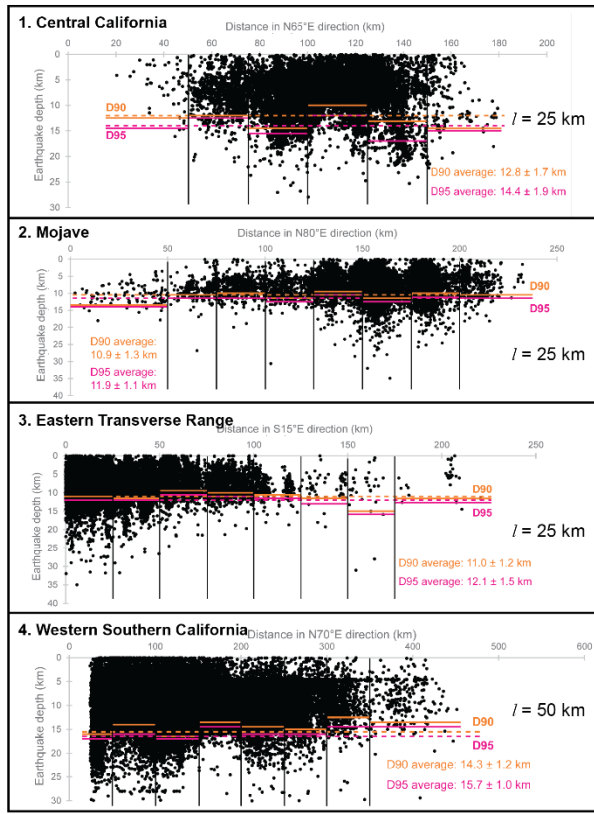 1. Central California
Distance in N65°E direction (km)
0 20 40 60 80 100 120 140 160 180 200
Earthquake depth (km)
0
5
10
15
20
25
30
D90
D95
l = 25 km
D90 average: 12.8 ± 1.7 km
D95 average: 14.4 ± 1.9 km
2. Mojave
Distance in N80°E direction (km)
0 50 100 150 200 250
Earthquake depth (km)
0
5
10
15
20
25
30
35
40
D90
D95
D90 average:
10.9 ± 1.3 km
D95 average:
11.9 ± 1.1 km
l = 25 km
3. Eastern Transverse Range
Distance in S15°E direction (km)
0 50 100 150 200 250
Earthquake depth (km)
0
5
10
15
20
25
30
35
40
D90
D95
l = 25 km
D90 average: 11.0 ± 1.2 km
D95 average: 12.1 ± 1.5 km
4. Western Southern California
Distance in N70°E direction (km)
0 100 200 300 400 500 600
Earthquake depth (km)
0
5
10
15
20
25
30
l = 50 km
D90
D95
D90 average: 14.3 ± 1.2 km
D95 average: 15.7 ± 1.0 km